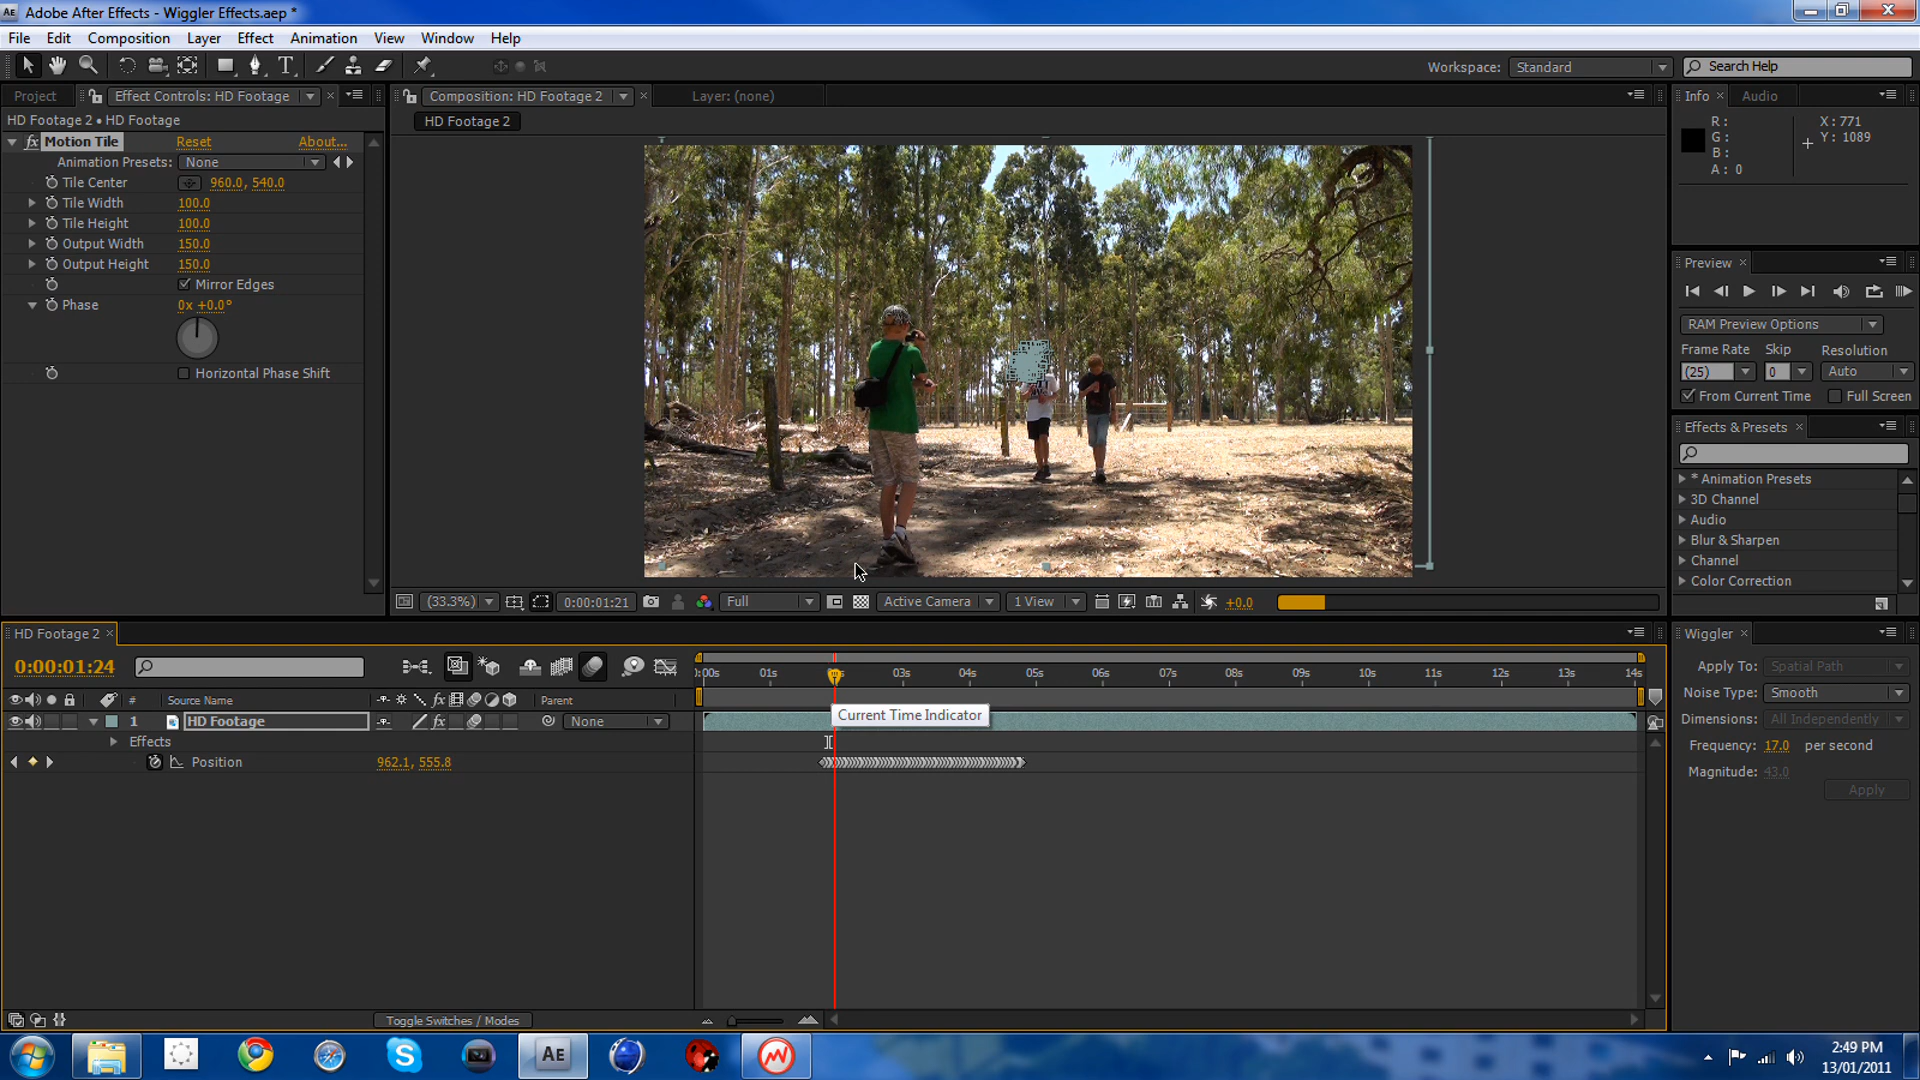 Adobe After Effects - Wiggler Effects.aep *
File Edit Composition Layer Effect Animation View Window Help
Workspace: Standard Search Help
Project Effect Controls: HD Footage Composition: HD Footage 2 Layer: (none) Info Audio
HD Footage 2 • HD Footage
HD Footage 2
fx Motion Tile Reset About...
Animation Presets: None
Tile Center 960.0, 540.0
Tile Width 100.0
Tile Height 100.0
Output Width 150.0
Output Height 150.0
Mirror Edges
Phase 0x +0.0°
Horizontal Phase Shift
R: X: 771
G: Y: 1089
B:
A: 0
Preview
RAM Preview Options
Frame Rate Skip Resolution
(25) 0 Auto
From Current Time Full Screen
Effects & Presets
* Animation Presets
3D Channel
Audio
Blur & Sharpen
Channel
Color Correction
(33.3%) 0:00:01:21 Full Active Camera 1 View +0.0
HD Footage 2
0:00:01:24
# Source Name fx Parent
1 HD Footage fx None
Effects
Position 962.1, 555.8
Toggle Switches / Modes
):00s 01s 03s 04s 05s 06s 07s 08s 09s 10s 11s 12s 13s 14s
Current Time Indicator
Wiggler
Apply To: Spatial Path
Noise Type: Smooth
Dimensions: All Independently
Frequency: 17.0 per second
Magnitude: 43.0
Apply
AE
2:49 PM
13/01/2011